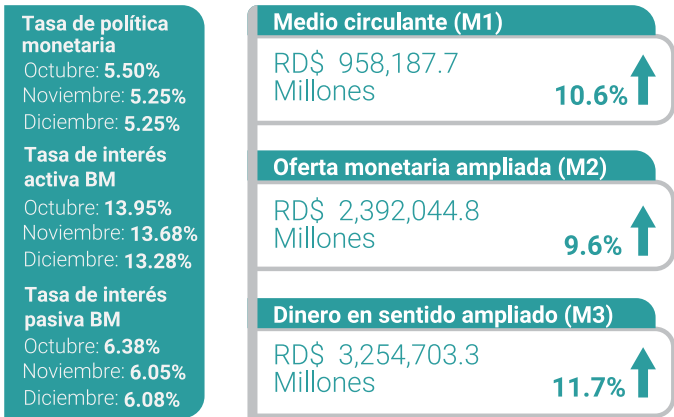 Tasa de política
monetaria
Octubre: 5.50%
Noviembre: 5.25%
Diciembre: 5.25%
Tasa de interés
activa BM
Octubre: 13.95%
Noviembre: 13.68%
Diciembre: 13.28%
Tasa de interés
pasiva BM
Octubre: 6.38%
Noviembre: 6.05%
Diciembre: 6.08%
Medio circulante (M1)
RD$ 958,187.7
Millones
10.6%
Oferta monetaria ampliada (M2)
RD$ 2,392,044.8
Millones
9.6%
Dinero en sentido ampliado (M3)
RD$ 3,254,703.3
Millones
11.7%